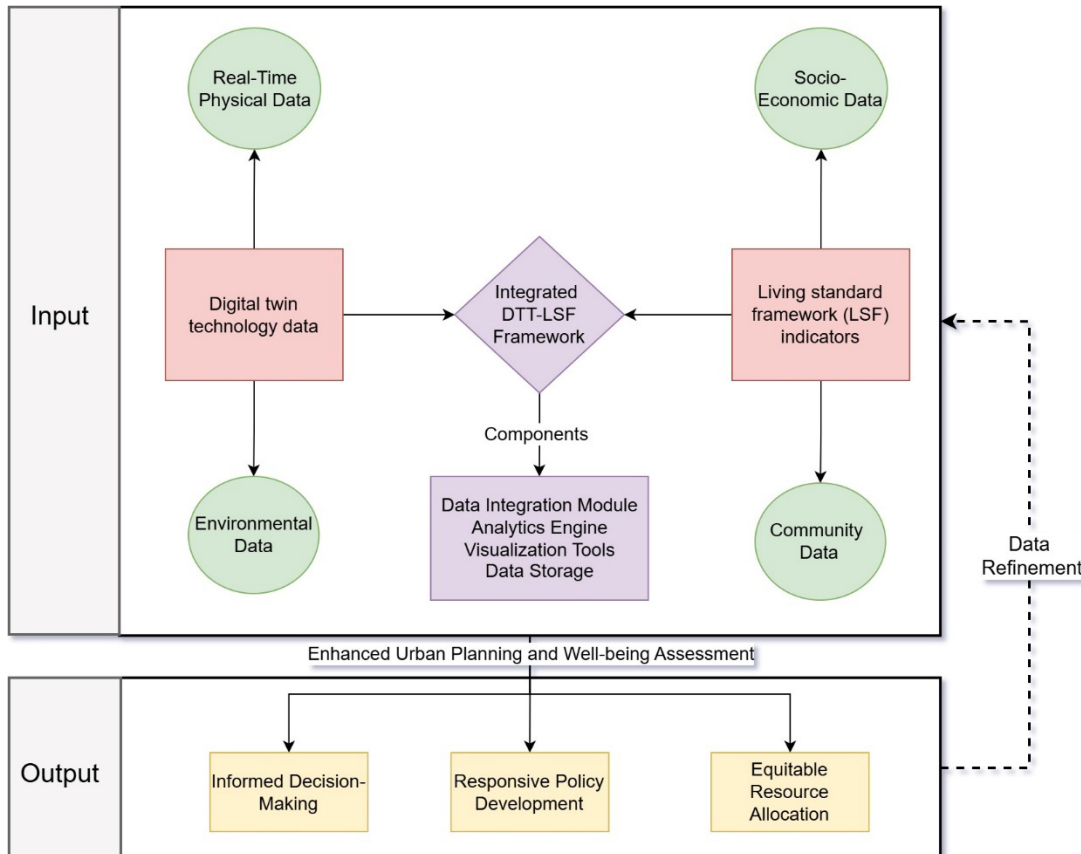 Input
Real-Time
Physical Data
Socio-
Economic Data
Digital twin
technology data
Integrated
DTT-LSF
Framework
Living standard
framework (LSF)
indicators
Components
Environmental
Data
Data Integration Module
Analytics Engine
Visualization Tools
Data Storage
Community
Data
Data
Refinement
Enhanced Urban Planning and Well-being Assessment
Output
Informed Decision-
Making
Responsive Policy
Development
Equitable
Resource
Allocation